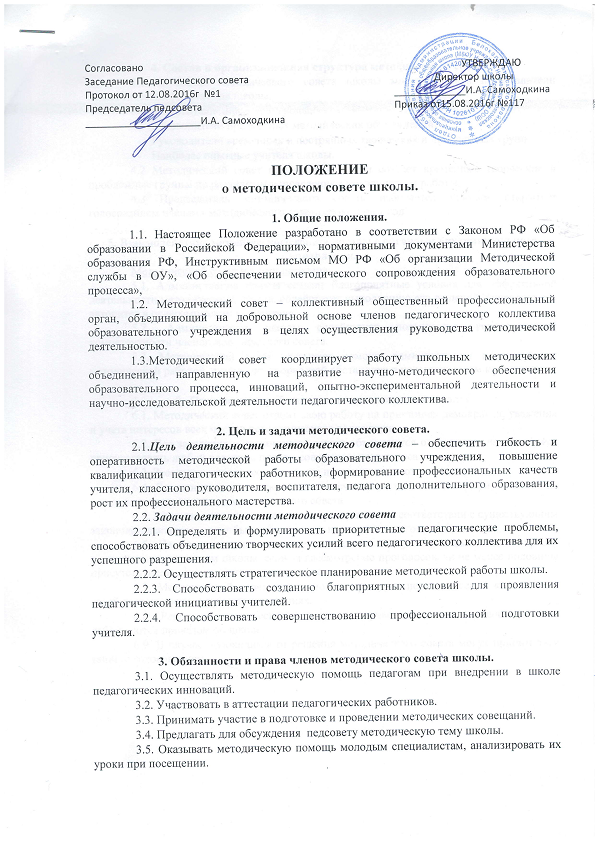 Согласовано
Заседание Педагогического совета
Протокол от 12.08.2016г №1
Председатель педсовета
____________________И.А. Самоходкина
УТВЕРЖДАЮ
Директор школы
И.А. Самоходкина
Приказ от15.08.2016г №117
ПОЛОЖЕНИЕ
о методическом совете школы.
1. Общие положения.
1.1. Настоящее Положение разработано в соответствии с Законом РФ «Об
образовании в Российской Федерации», нормативными документами Министерства
образования РФ, Инструктивным письмом МО РФ «Об организации Методической
службы в ОУ», «Об обеспечении методического сопровождения образовательного
процесса»,
1.2. Методический совет – коллективный общественный профессиональный
орган, объединяющий на добровольной основе членов педагогического коллектива
образовательного учреждения в целях осуществления руководства методической
деятельностью.
1.3.Методический совет координирует работу школьных методических
объединений, направленную на развитие научно-методического обеспечения
образовательного процесса, инноваций, опытно-экспериментальной деятельности и
научно-исследовательской деятельности педагогического коллектива.
2. Цель и задачи методического совета.
2.1.Цель деятельности методического совета – обеспечить гибкость и
оперативность методической работы образовательного учреждения, повышение
квалификации педагогических работников, формирование профессиональных качеств
учителя, классного руководителя, воспитателя, педагога дополнительного образования,
рост их профессионального мастерства.
2.2. Задачи деятельности методического совета
2.2.1. Определять и формулировать приоритетные педагогические проблемы,
способствовать объединению творческих усилий всего педагогического коллектива для их
успешного разрешения.
2.2.2. Осуществлять стратегическое планирование методической работы школы.
2.2.3. Способствовать созданию благоприятных условий для проявления
педагогической инициативы учителей.
2.2.4. Способствовать совершенствованию профессиональной подготовки
учителя.
3. Обязанности и права членов методического совета школы.
3.1. Осуществлять методическую помощь педагогам при внедрении в школе
педагогических инноваций.
3.2. Участвовать в аттестации педагогических работников.
3.3. Принимать участие в подготовке и проведении методических совещаний.
3.4. Предлагать для обсуждения педсовету методическую тему школы.
3.5. Оказывать методическую помощь молодым специалистам, анализировать их
уроки при посещении.